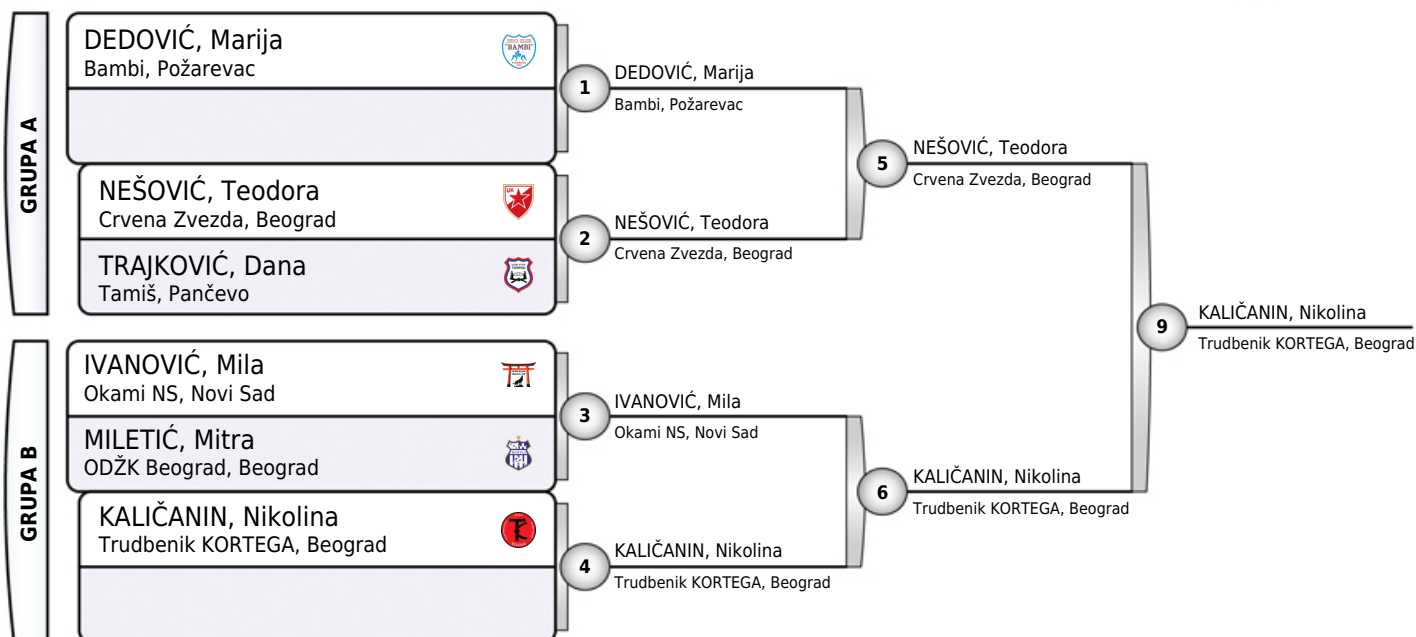 GRUPA A
DEDOVIĆ, Marija
Bambi, Požarevac
"BAMBI"
NEŠOVIĆ, Teodora
Crvena Zvezda, Beograd
TRAJKOVIĆ, Dana
Tamiš, Pančevo
1
DEDOVIĆ, Marija
Bambi, Požarevac
2
NEŠOVIĆ, Teodora
Crvena Zvezda, Beograd
5
NEŠOVIĆ, Teodora
Crvena Zvezda, Beograd
GRUPA B
IVANOVIĆ, Mila
Okami NS, Novi Sad
MILETIĆ, Mitra
ODŽK Beograd, Beograd
KALIČANIN, Nikolina
Trudbenik KORTEGA, Beograd
3
IVANOVIĆ, Mila
Okami NS, Novi Sad
4
KALIČANIN, Nikolina
Trudbenik KORTEGA, Beograd
6
KALIČANIN, Nikolina
Trudbenik KORTEGA, Beograd
9
KALIČANIN, Nikolina
Trudbenik KORTEGA, Beograd